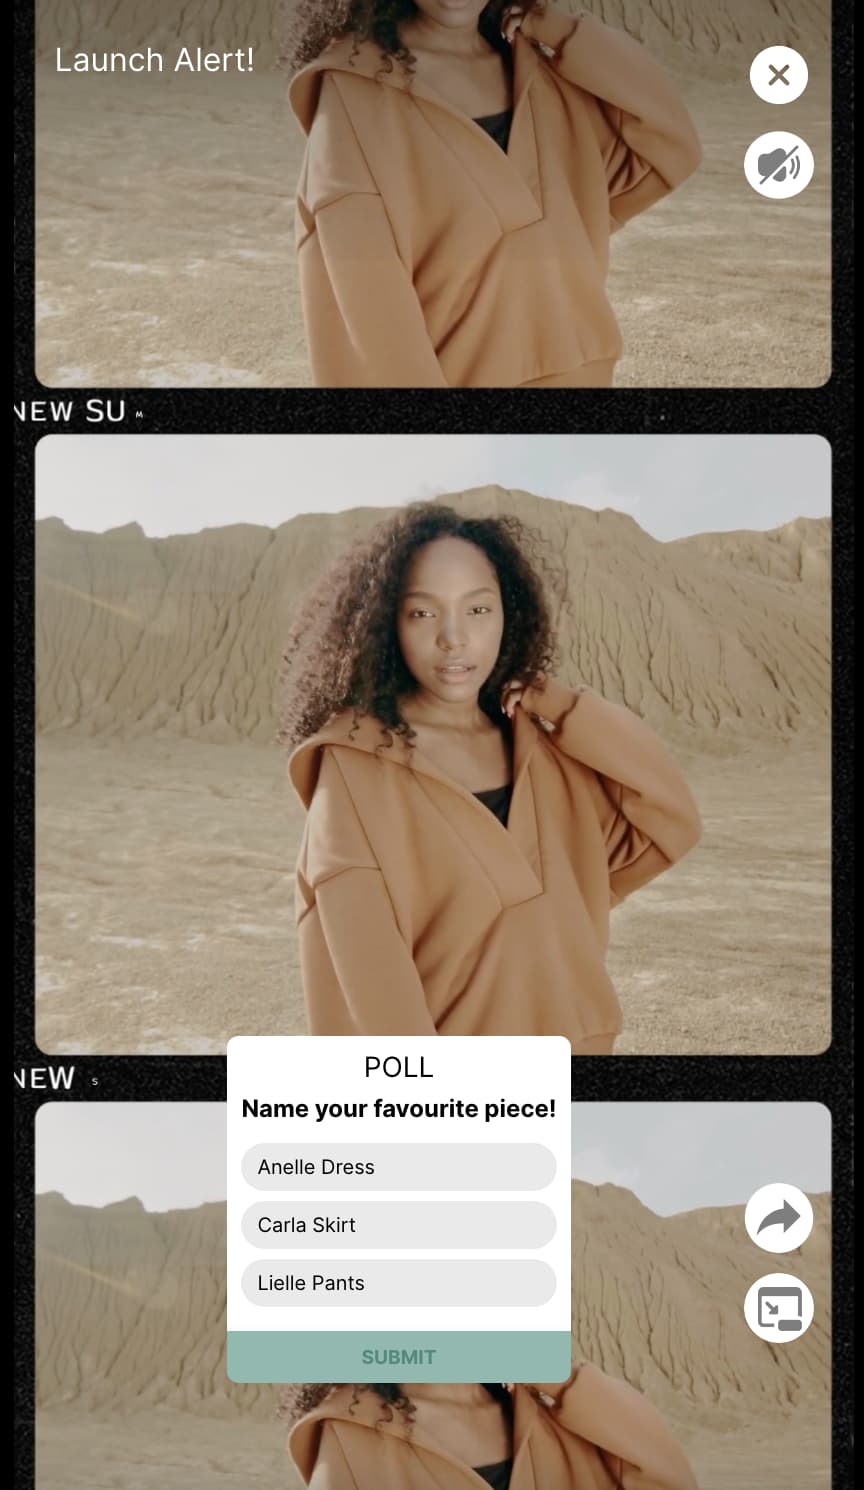 Launch Alert!
NEW SU M
NEW S
POLL
Name your favourite piece!
Anelle Dress
Carla Skirt
Lielle Pants
SUBMIT